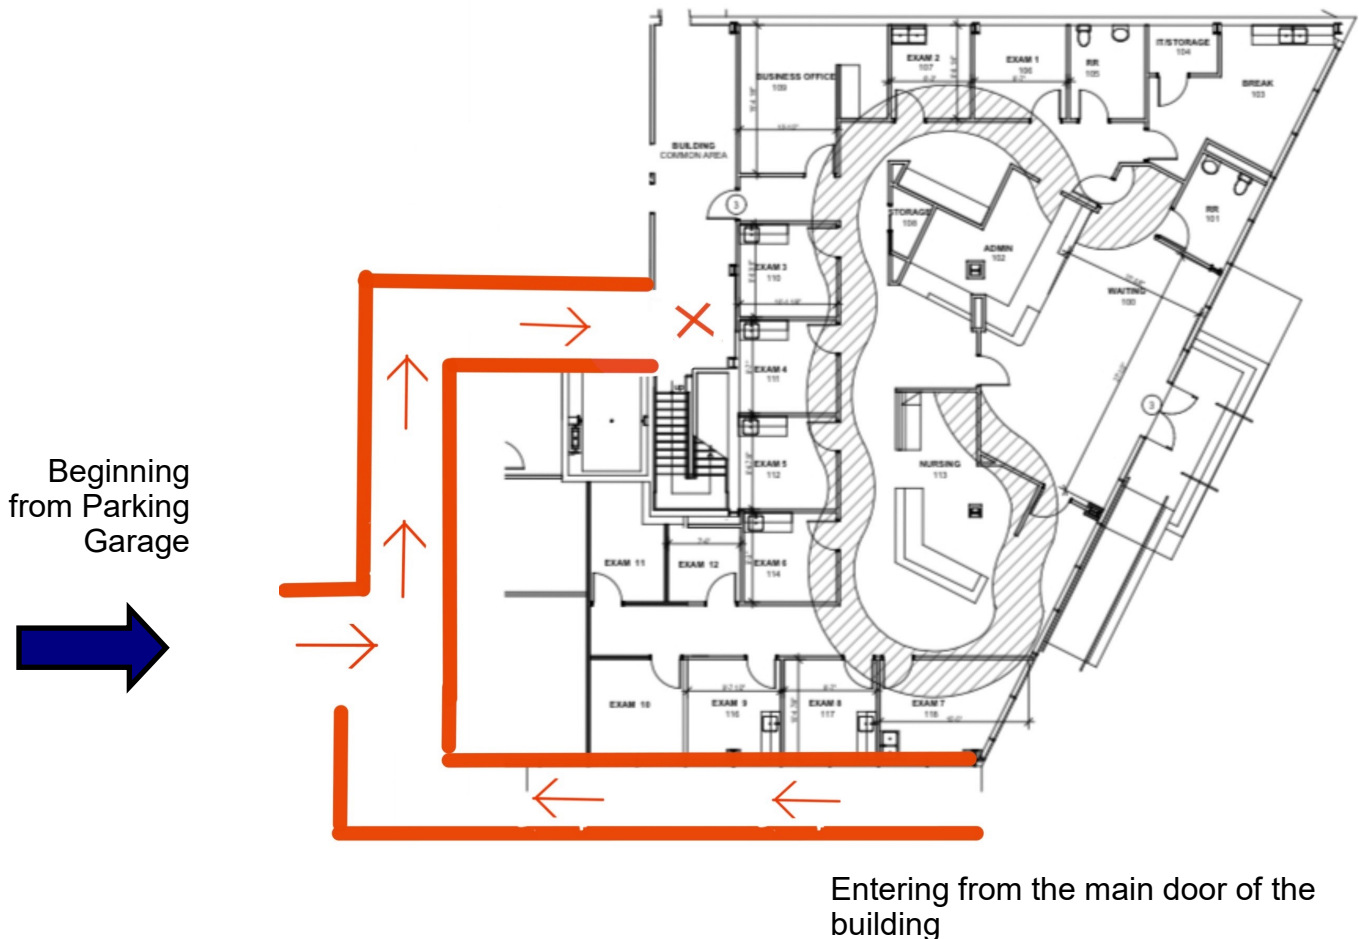 EXAM 2
107
EXAM 1
106
RR
105
IT/STORAGE
104
BREAK
103
BUSINESS OFFICE
109
BUILDING
COMMON AREA
3
RR
101
STORAGE
108
ADMIN
102
EXAM 3
110
WAITING
100
EXAM 4
111
UP
3
Beginning
from Parking
Garage
EXAM 5
112
NURSING
113
EXAM 11
EXAM 12
EXAM 6
114
EXAM 10
EXAM 9
116
EXAM 8
117
EXAM 7
118
Entering from the main door of the
building